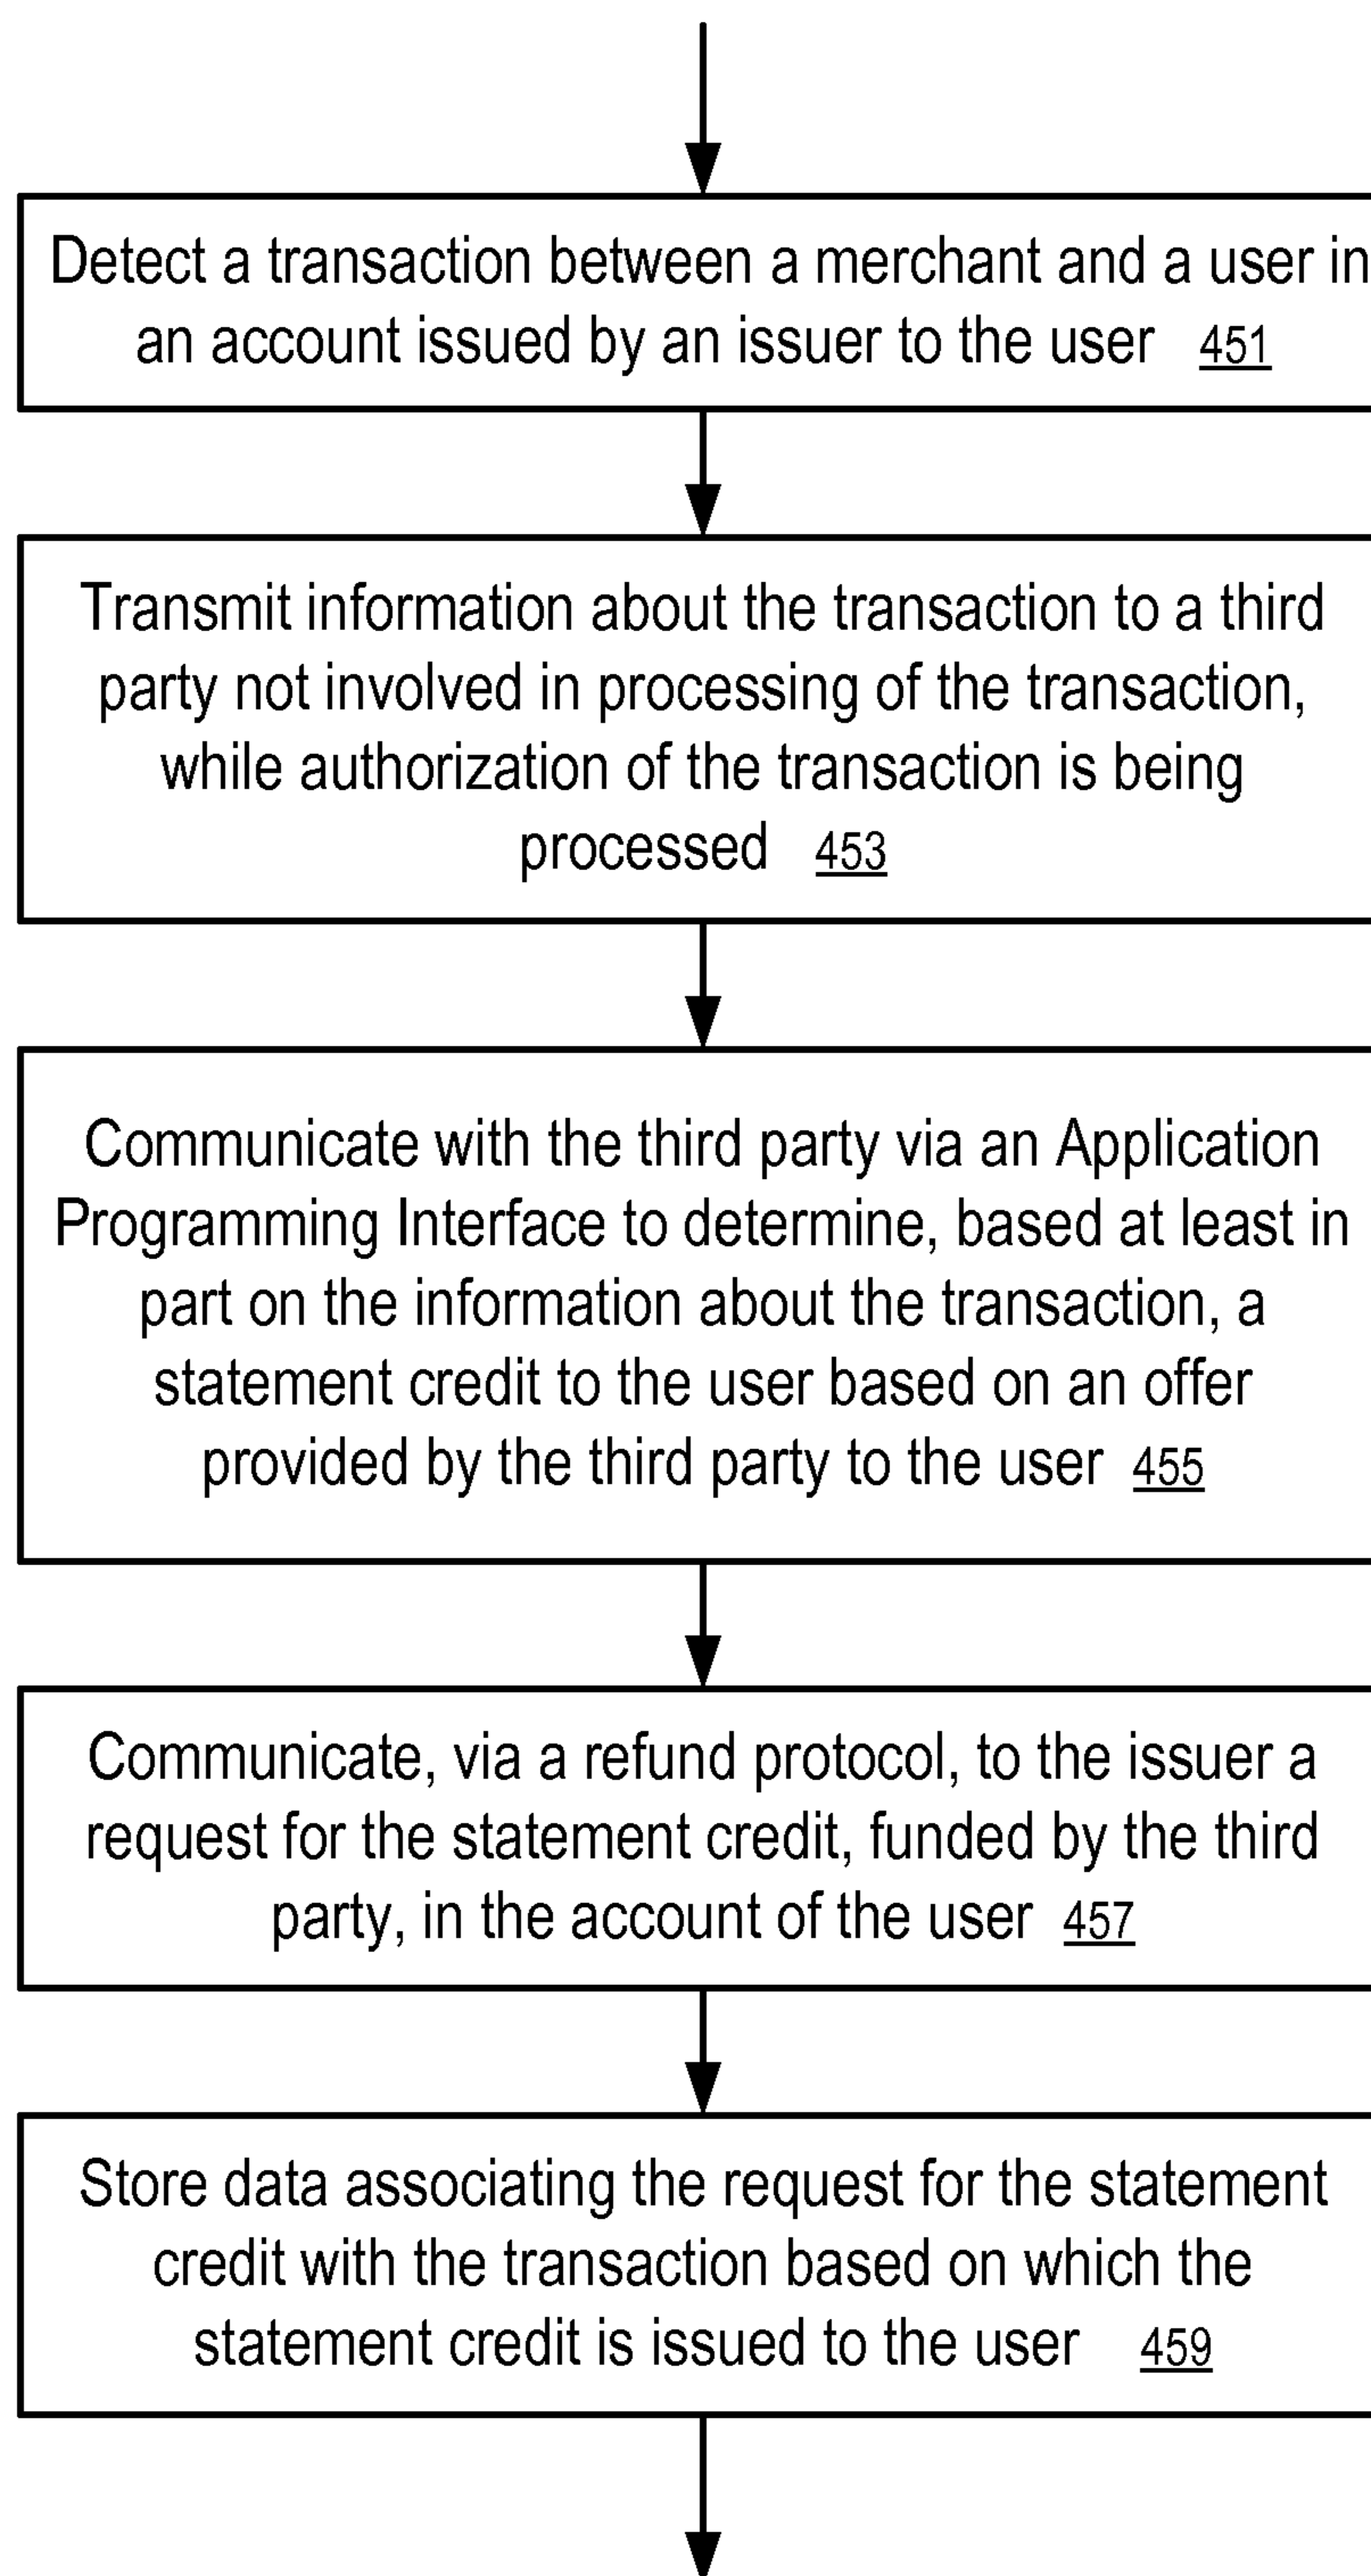 Detect a transaction between a merchant and a user in
an account issued by an issuer to the user 451
Transmit information about the transaction to a third
party not involved in processing of the transaction,
while authorization of the transaction is being
processed 453
Communicate with the third party via an Application
Programming Interface to determine, based at least in
part on the information about the transaction, a
statement credit to the user based on an offer
provided by the third party to the user 455
Communicate, via a refund protocol, to the issuer a
request for the statement credit, funded by the third
party, in the account of the user 457
Store data associating the request for the statement
credit with the transaction based on which the
statement credit is issued to the user 459